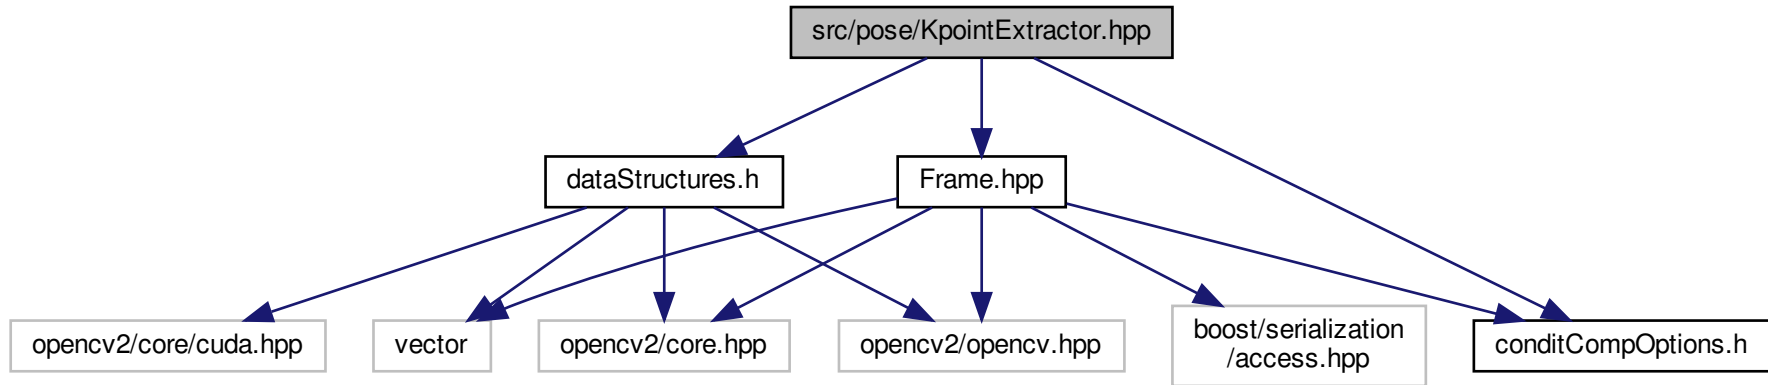 src/pose/KpointExtractor.hpp
dataStructures.h
Frame.hpp
opencv2/core/cuda.hpp
vector
opencv2/core.hpp
opencv2/opencv.hpp
boost/serialization
/access.hpp
conditCompOptions.h